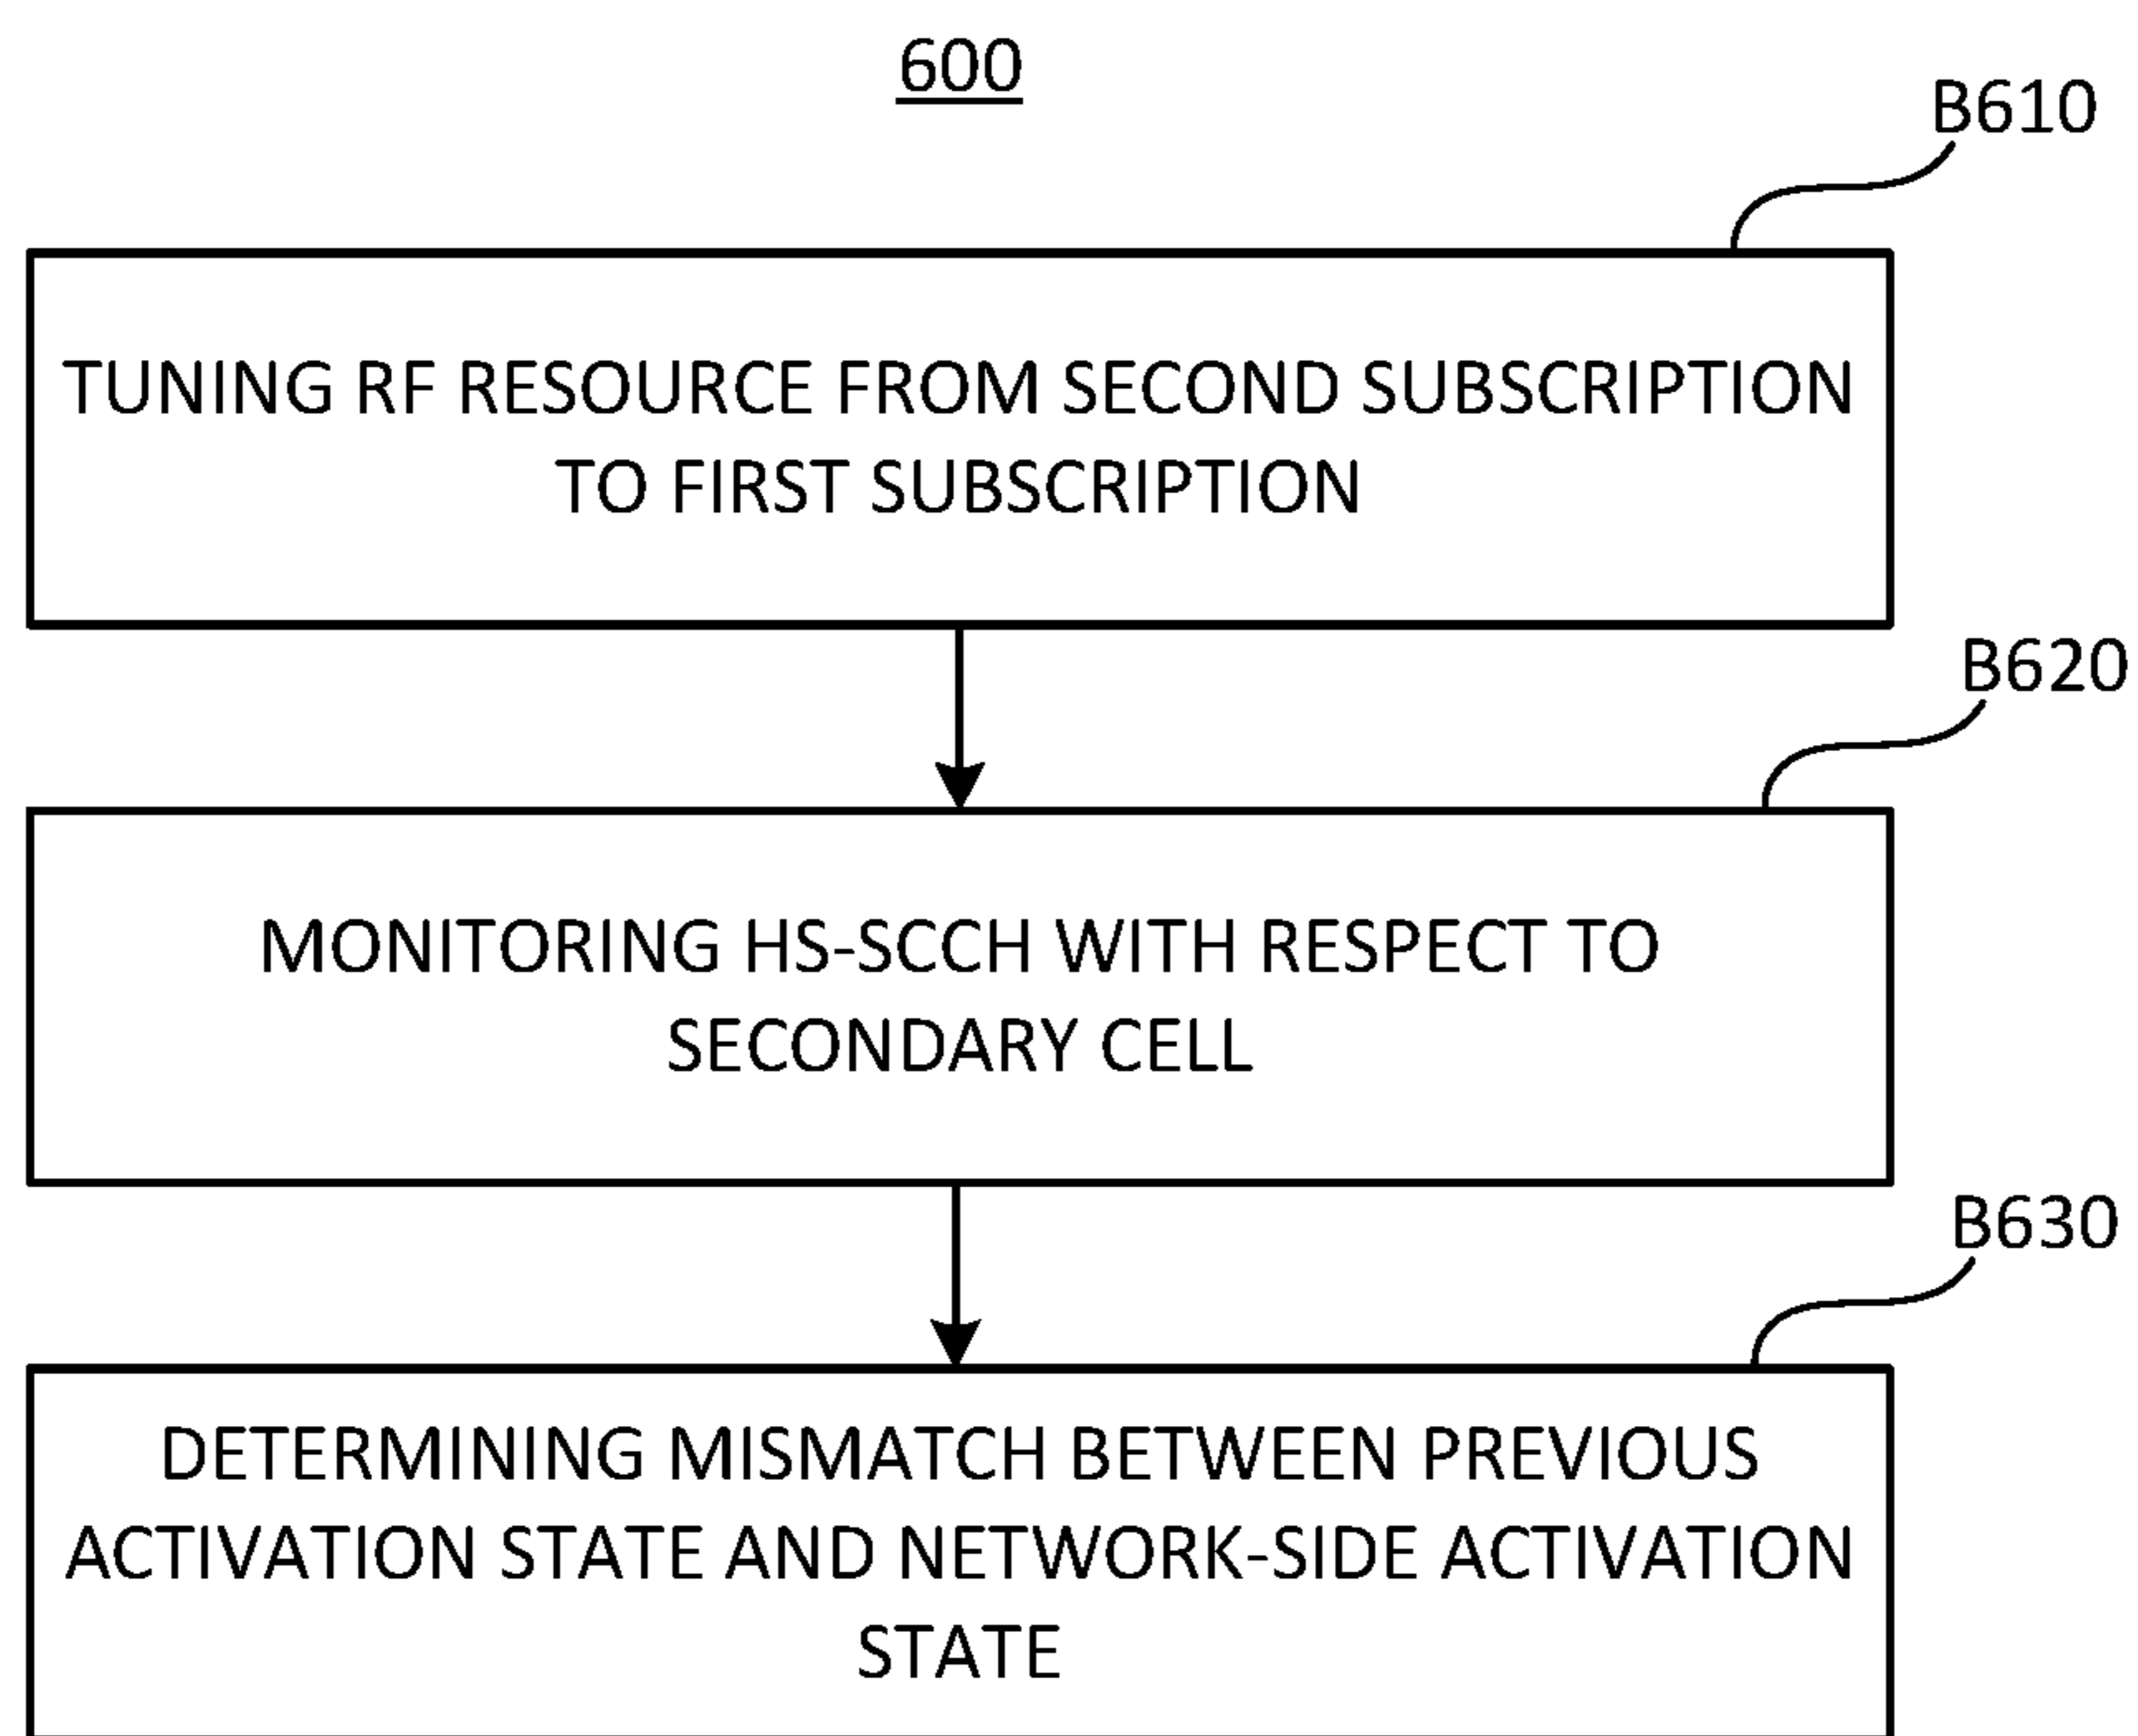 600
B610
TUNING RF RESOURCE FROM SECOND SUBSCRIPTION
TO FIRST SUBSCRIPTION
B620
MONITORING HS-SCCH WITH RESPECT TO
SECONDARY CELL
B630
DETERMINING MISMATCH BETWEEN PREVIOUS
ACTIVATION STATE AND NETWORK-SIDE ACTIVATION
STATE